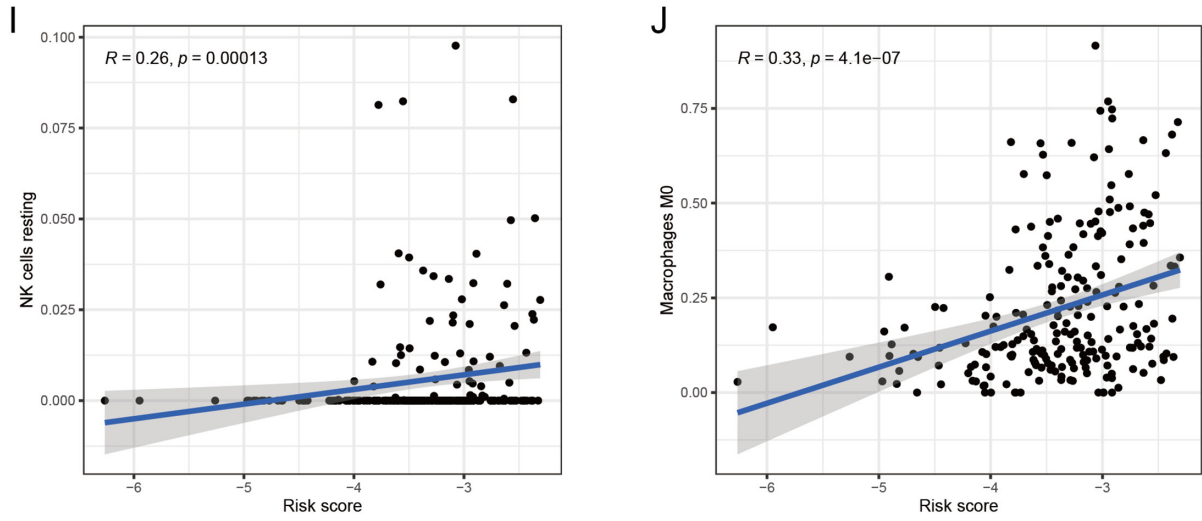 I
R = 0.26, p = 0.00013
NK cells resting
0.100
0.075
0.050
0.025
0.000
−6
−5
−4
−3
Risk score
J
R = 0.33, p = 4.1e−07
Macrophages M0
0.75
0.50
0.25
0.00
−6
−5
−4
−3
Risk score